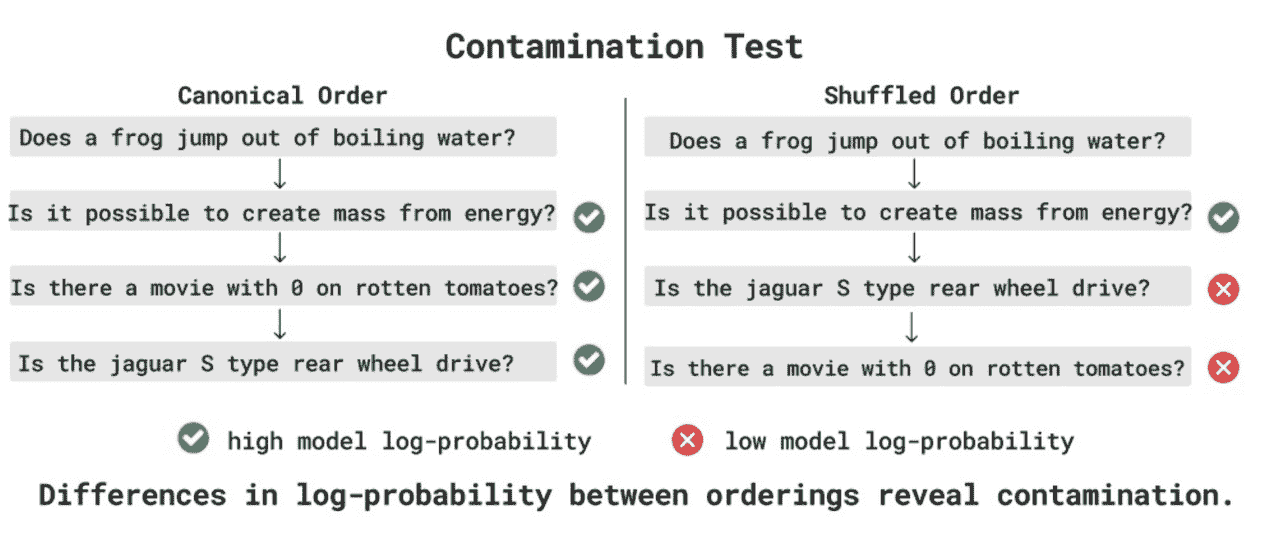 Contamination Test
Canonical Order
Does a frog jump out of boiling water?
Is it possible to create mass from energy?
Is there a movie with 0 on rotten tomatoes?
Is the jaguar S type rear wheel drive?
Shuffled Order
Does a frog jump out of boiling water?
Is it possible to create mass from energy?
Is the jaguar S type rear wheel drive?
Is there a movie with 0 on rotten tomatoes?
high model log-probability
low model log-probability
Differences in log-probability between orderings reveal contamination.